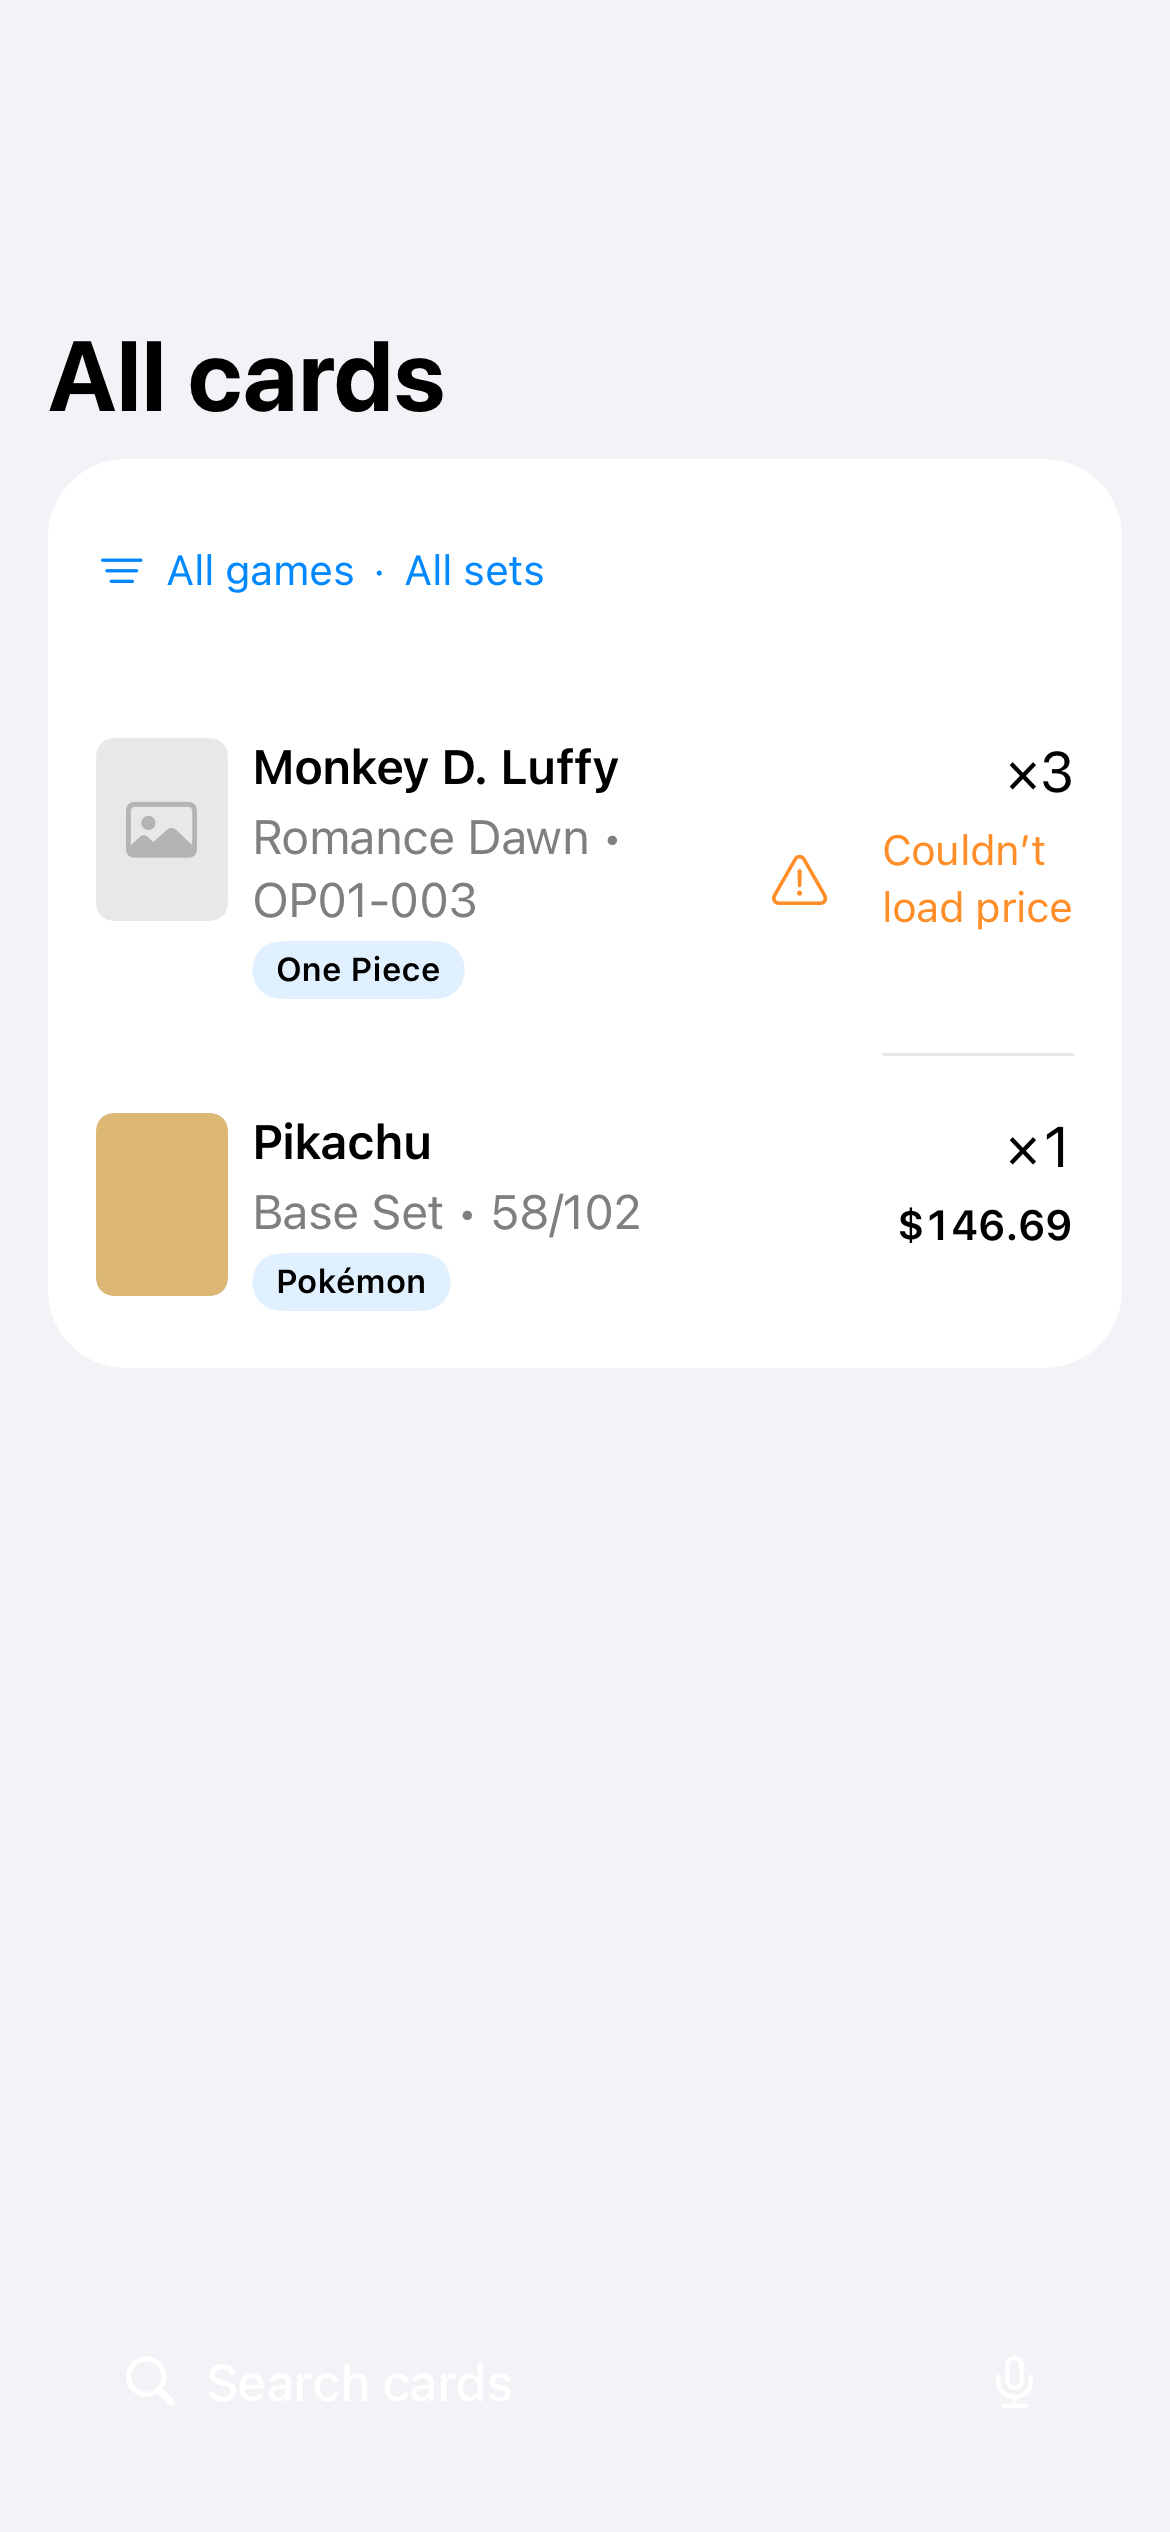 All cards
All games · All sets
Monkey D. Luffy
×3
Romance Dawn •
OP01-003
Couldn’t
load price
One Piece
Pikachu
×1
Base Set • 58/102
$146.69
Pokémon
Search cards